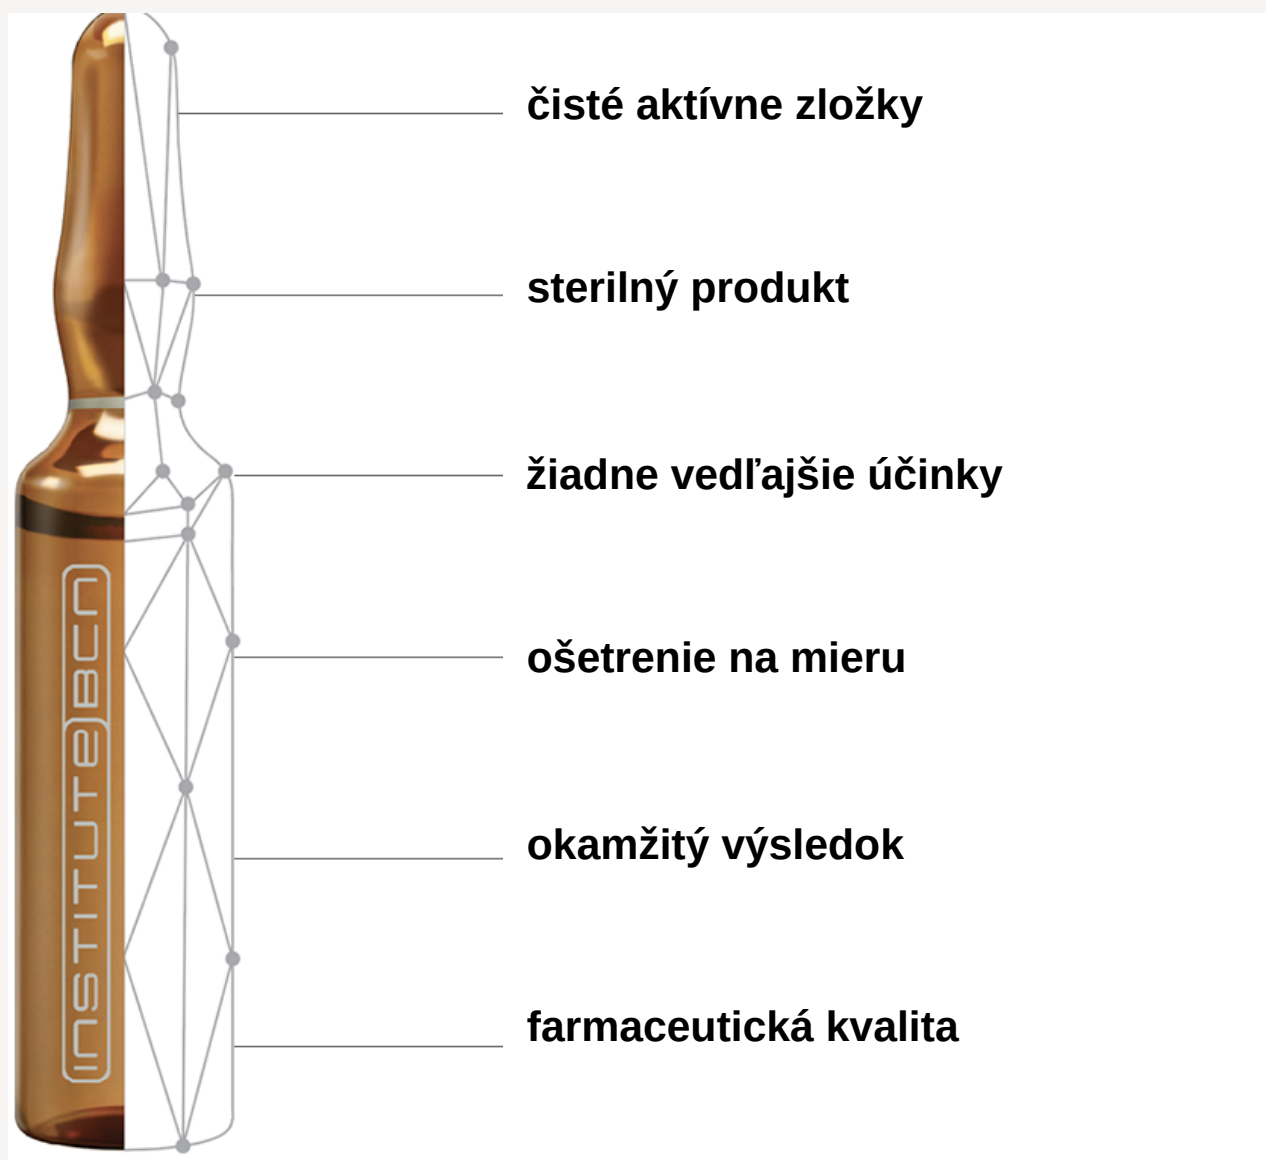 čisté aktívne zložky
sterilný produkt
žiadne vedľajšie účinky
ošetrenie na mieru
okamžitý výsledok
farmaceutická kvalita
INSTITUTE BCN